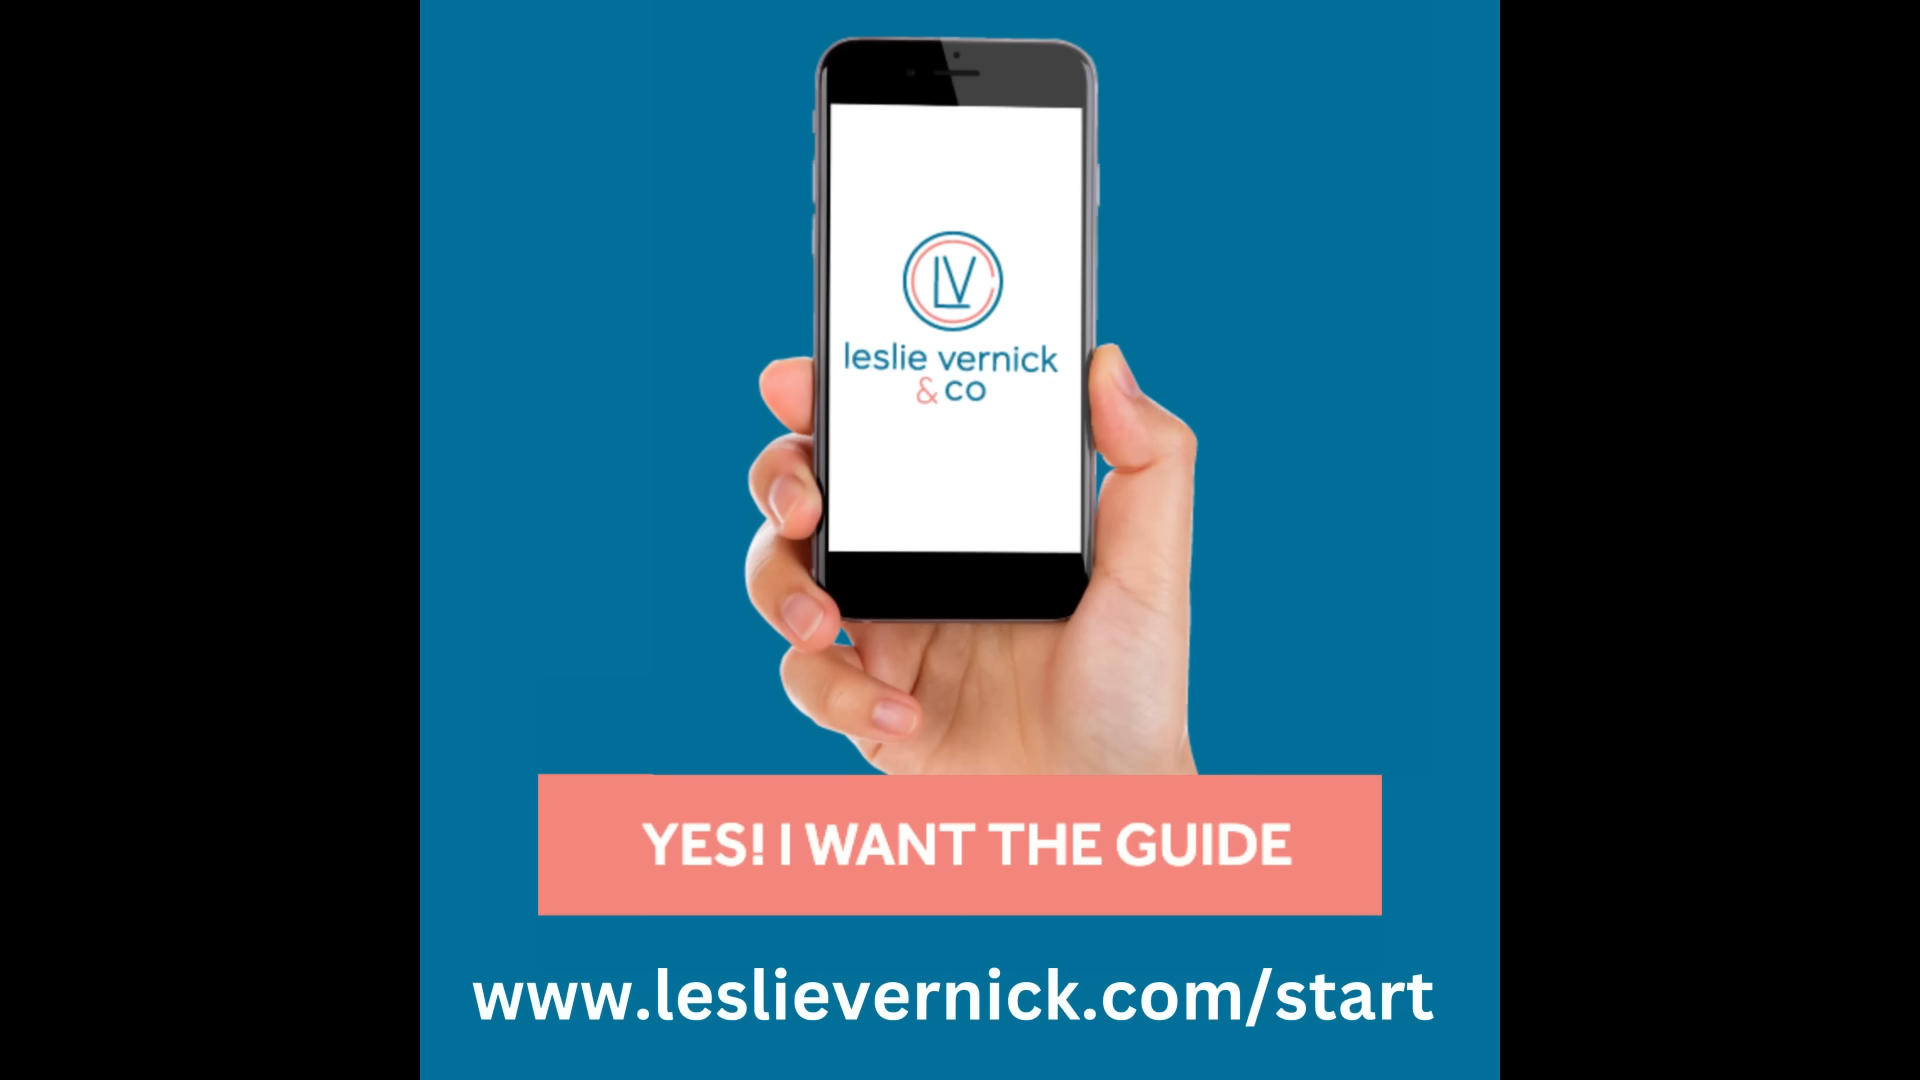 LV
leslie vernick
& co
YES! I WANT THE GUIDE
www.leslievernick.com/start